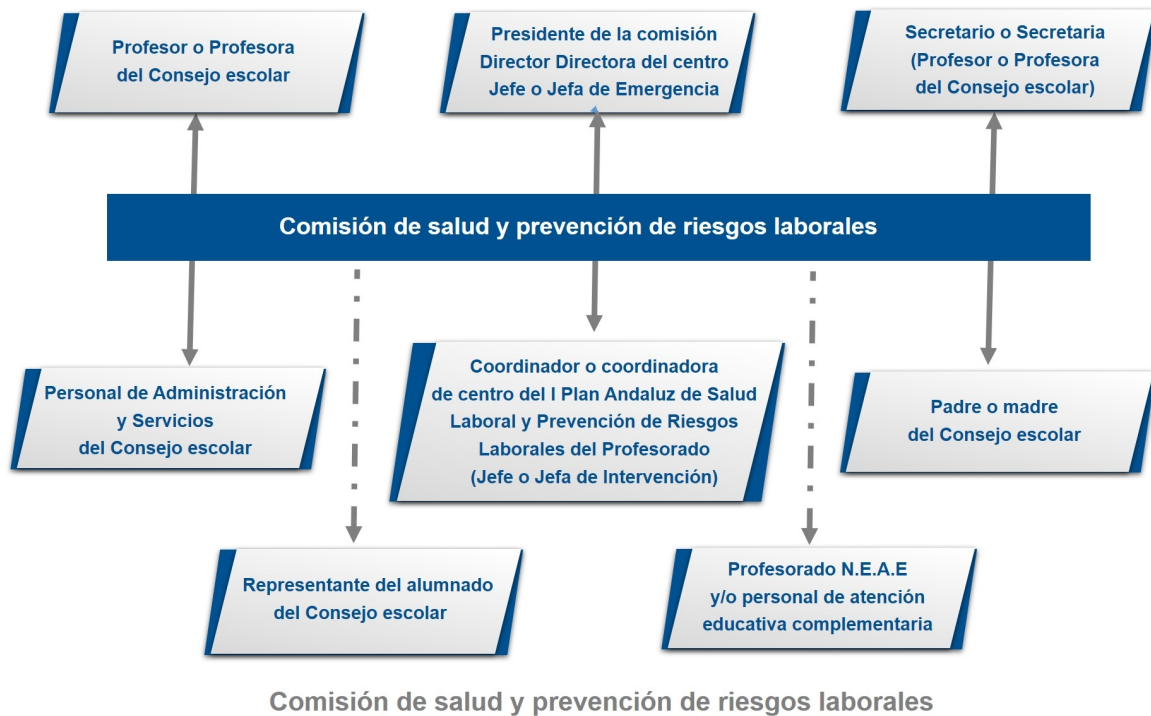 Profesor o Profesora
del Consejo escolar
Presidente de la comisión
Director Directora del centro
Jefe o Jefa de Emergencia
Secretario o Secretaria
(Profesor o Profesora
del Consejo escolar)
Comisión de salud y prevención de riesgos laborales
Personal de Administración
y Servicios
del Consejo escolar
Coordinador o coordinadora
de centro del I Plan Andaluz de Salud
Laboral y Prevención de Riesgos
Laborales del Profesorado
(Jefe o Jefa de Intervención)
Padre o madre
del Consejo escolar
Representante del alumnado
del Consejo escolar
Profesorado N.E.A.E
y/o personal de atención
educativa complementaria
Comisión de salud y prevención de riesgos laborales